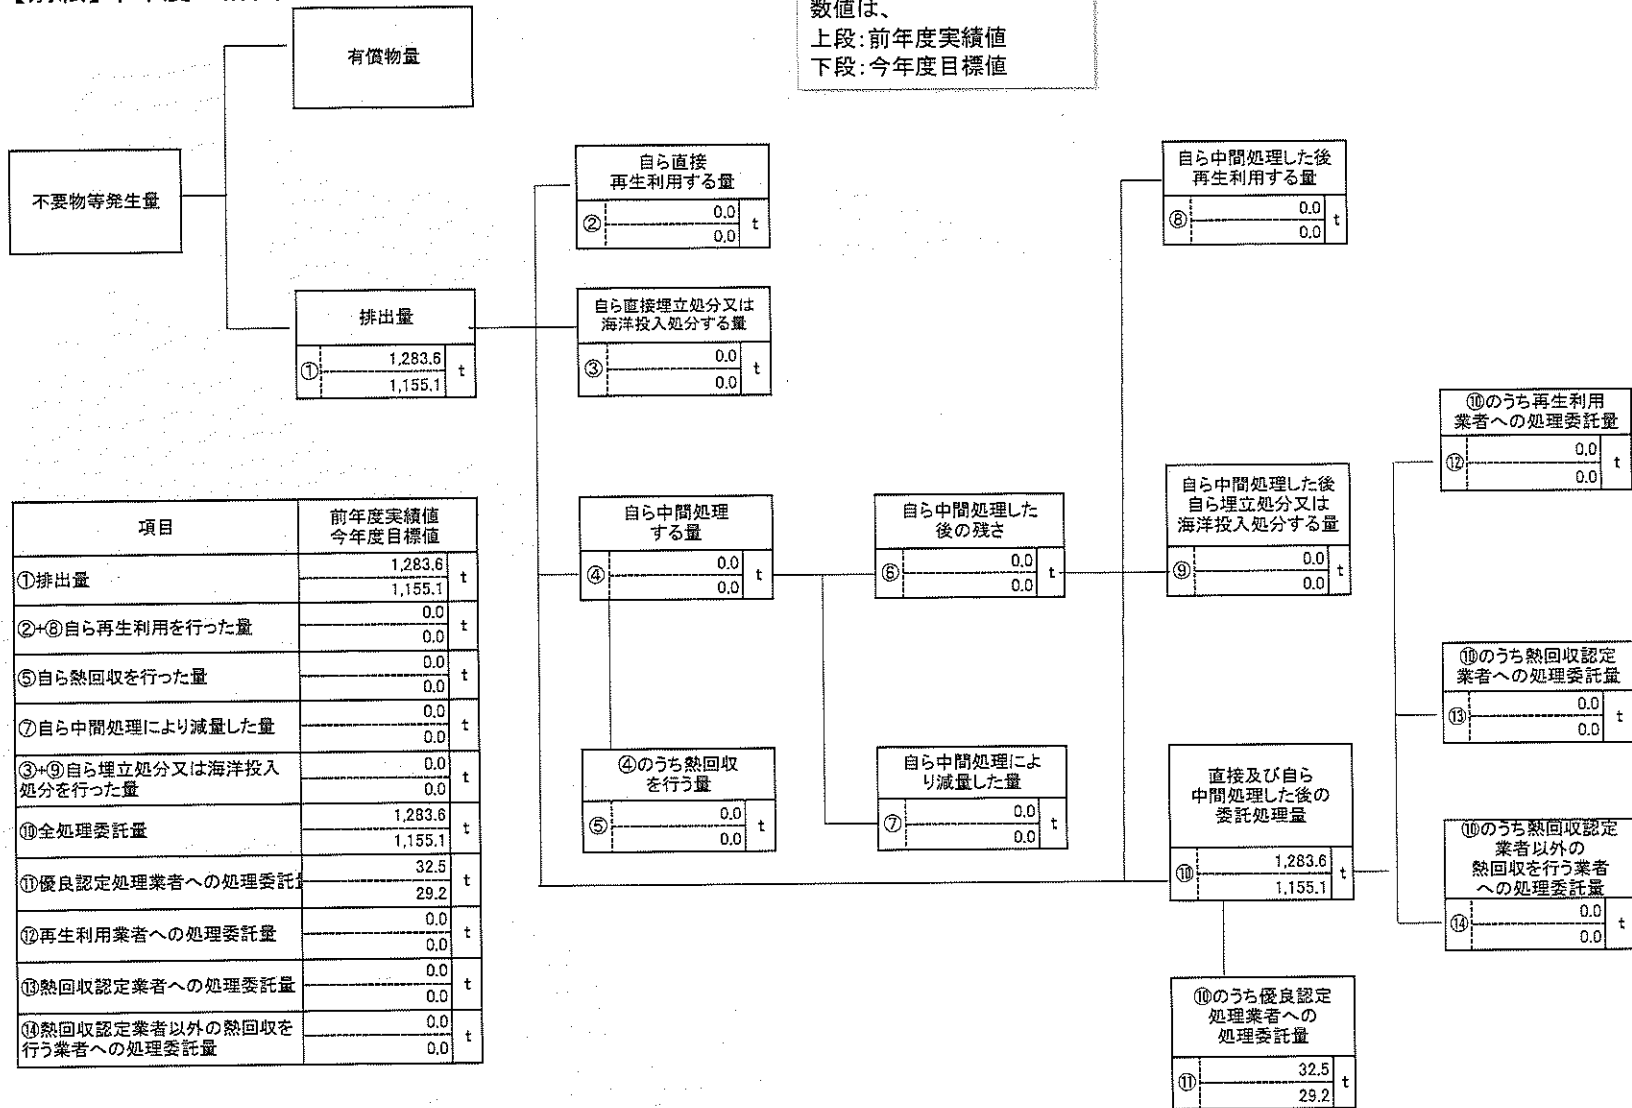 数値は、
上段:前年度実績値
下段:今年度目標値
有償物量
不要物等発生量
排出量
① 1,283.6 t
1,155.1
自ら直接
再生利用する量
② 0.0 t
0.0
自ら直接埋立処分又は
海洋投入処分する量
③ 0.0 t
0.0
自ら中間処理
する量
④ 0.0 t
0.0
④のうち熱回収
を行う量
⑤ 0.0 t
0.0
自ら中間処理した
後の残さ
⑥ 0.0 t
0.0
自ら中間処理によ
り減量した量
⑦ 0.0 t
0.0
自ら中間処理した後
再生利用する量
⑧ 0.0 t
0.0
自ら中間処理した後
自ら埋立処分又は
海洋投入処分する量
⑨ 0.0 t
0.0
直接及び自ら
中間処理した後の
委託処理量
⑩ 1,283.6 t
1,155.1
⑩のうち優良認定
処理業者への
処理委託量
⑪ 32.5 t
29.2
⑩のうち再生利用
業者への処理委託量
⑫ 0.0 t
0.0
⑩のうち熱回収認定
業者への処理委託量
⑬ 0.0 t
0.0
⑩のうち熱回収認定
業者以外の
熱回収を行う業者
への処理委託量
⑭ 0.0 t
0.0
項目 前年度実績値
今年度目標値
①排出量 1,283.6 t
1,155.1
②+⑧自ら再生利用を行った量 0.0 t
0.0
⑤自ら熱回収を行った量 0.0 t
0.0
⑦自ら中間処理により減量した量 0.0 t
0.0
③+⑨自ら埋立処分又は海洋投入
処分を行った量 0.0 t
0.0
⑩全処理委託量 1,283.6 t
1,155.1
⑪優良認定処理業者への処理委託 32.5 t
29.2
⑫再生利用業者への処理委託量 0.0 t
0.0
⑬熱回収認定業者への処理委託量 0.0 t
0.0
⑭熱回収認定業者以外の熱回収を
行う業者への処理委託量 0.0 t
0.0